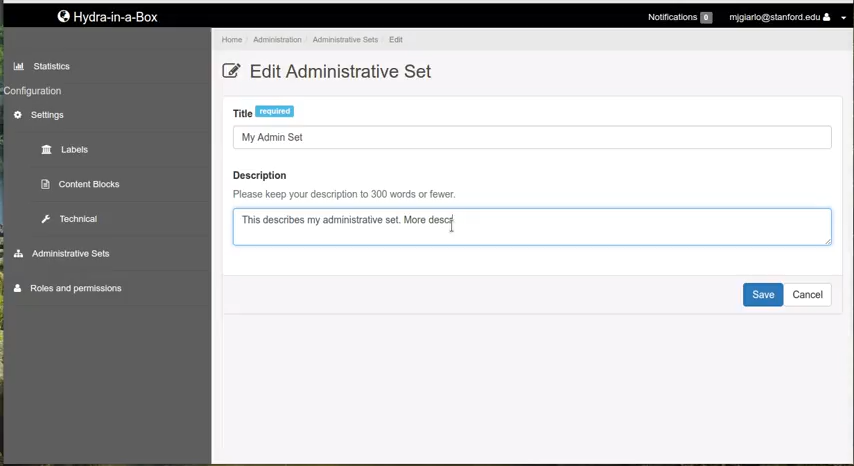 Hydra-in-a-Box
Notifications 0 mjgiarlo@stanford.edu
Home / Administration / Administrative Sets / Edit
Statistics
Configuration
Settings
Labels
Content Blocks
Technical
Administrative Sets
Roles and permissions
Edit Administrative Set
Title required
My Admin Set
Description
Please keep your description to 300 words or fewer.
This describes my administrative set. More descr
Save Cancel